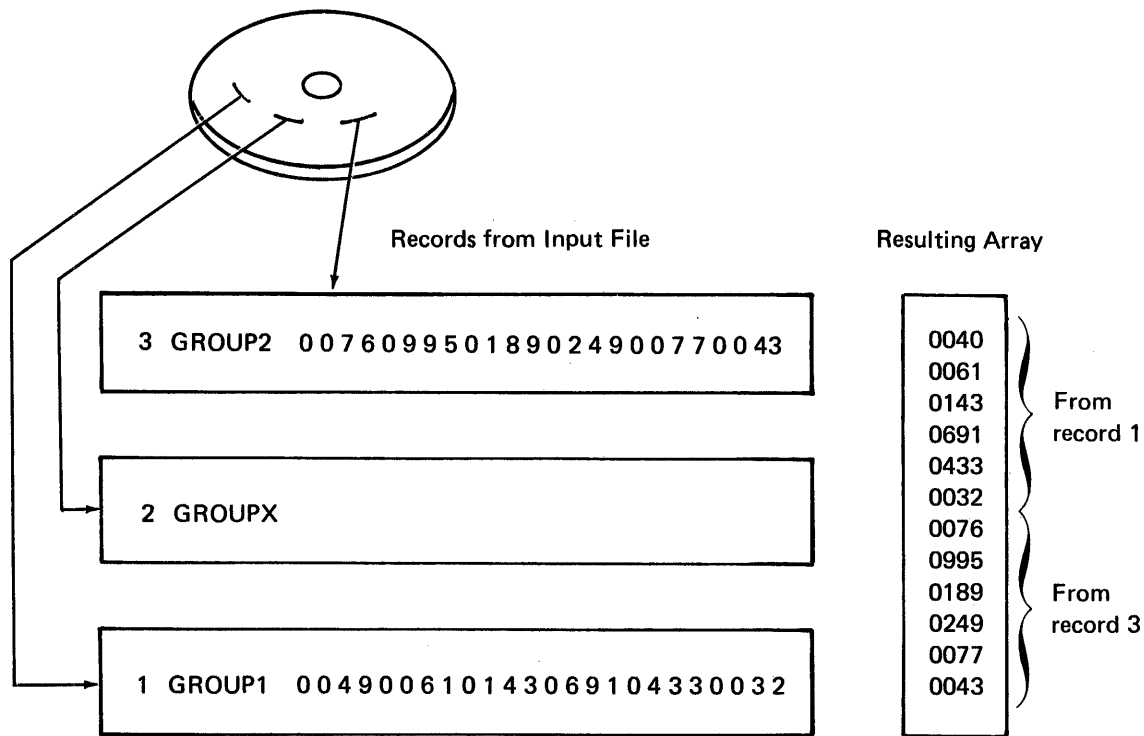 Records from Input File
Resulting Array
3 GROUP2 0 0 7 6 0 9 9 5 0 1 8 9 0 2 4 9 0 0 7 7 0 0 43
2 GROUPX
1 GROUP1 0 0 4 9 0 0 6 1 0 1 4 3 0 6 9 1 0 4 3 3 0 0 3 2
0040
0061
0143
0691
0433
0032
0076
0995
0189
0249
0077
0043
From
record 1
From
record 3